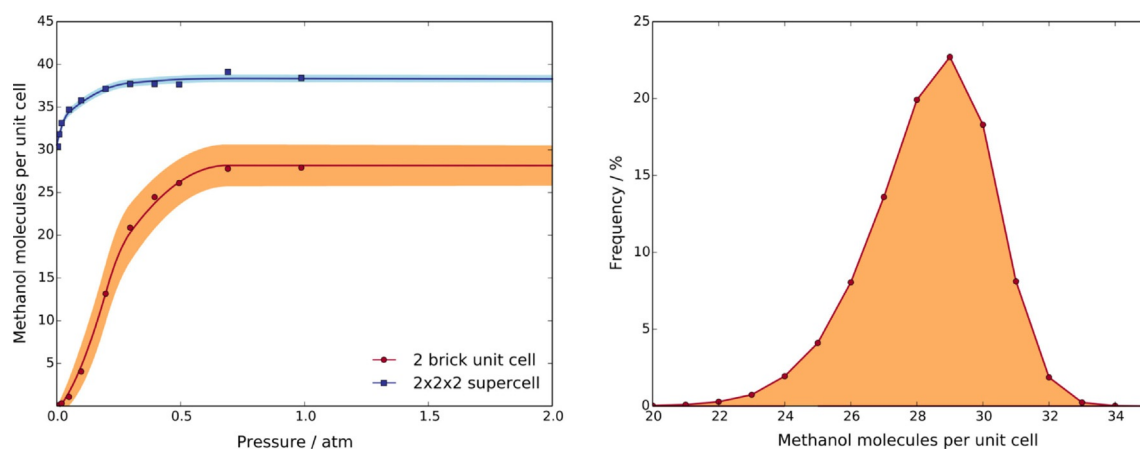 45
40
35
30
25
20
15
10
5
0.0 0.5 1.0 1.5 2.0
Methanol molecules per unit cell
Pressure / atm
2 brick unit cell
2x2x2 supercell
25
20
15
10
5
0
20 22 24 26 28 30 32 34
Frequency / %
Methanol molecules per unit cell